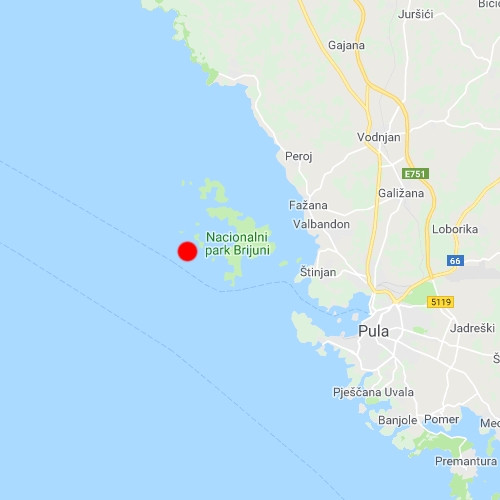 Bici
Juršići
Gajana
Vodnjan
Peroj
E751
Galižana
Fažana
Valbandon
Loborika
Nacionalni
park Brijuni
66
Štinjan
5119
Pula
Jadreški
Š
Pješčana Uvala
Banjole
Pomer
Med
Premantura